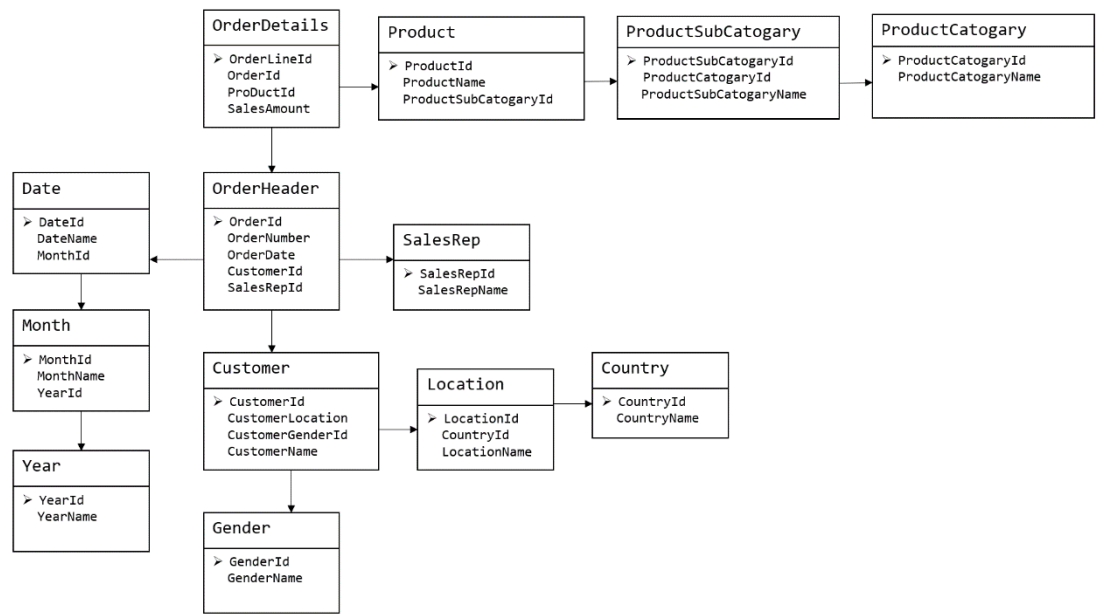 OrderDetails
➢ OrderLineId
OrderId
ProDuctId
SalesAmount
Product
➢ ProductId
ProductName
ProductSubCatogaryId
ProductSubCatogary
➢ ProductSubCatogaryId
ProductCatogaryId
ProductSubCatogaryName
ProductCatogary
➢ ProductCatogaryId
ProductCatogaryName
Date
➢ DateId
DateName
MonthId
OrderHeader
➢ OrderId
OrderNumber
OrderDate
CustomerId
SalesRepId
SalesRep
➢ SalesRepId
SalesRepName
Month
➢ MonthId
MonthName
YearId
Customer
➢ CustomerId
CustomerLocation
CustomerGenderId
CustomerName
Location
➢ LocationId
CountryId
LocationName
Country
➢ CountryId
CountryName
Year
➢ YearId
YearName
Gender
➢ GenderId
GenderName